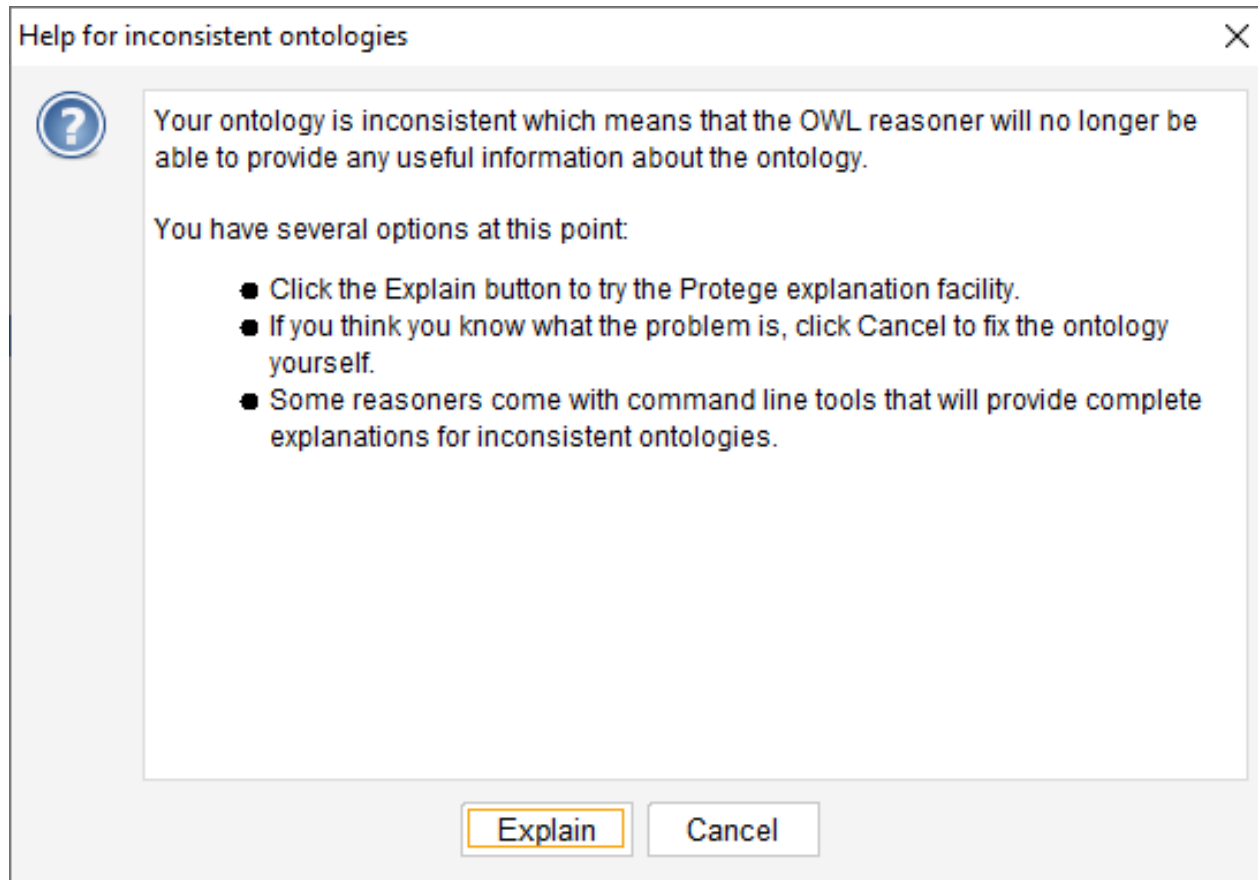 Help for inconsistent ontologies
?
Your ontology is inconsistent which means that the OWL reasoner will no longer be
able to provide any useful information about the ontology.
You have several options at this point:
Click the Explain button to try the Protege explanation facility.
If you think you know what the problem is, click Cancel to fix the ontology
yourself.
Some reasoners come with command line tools that will provide complete
explanations for inconsistent ontologies.
Explain Cancel